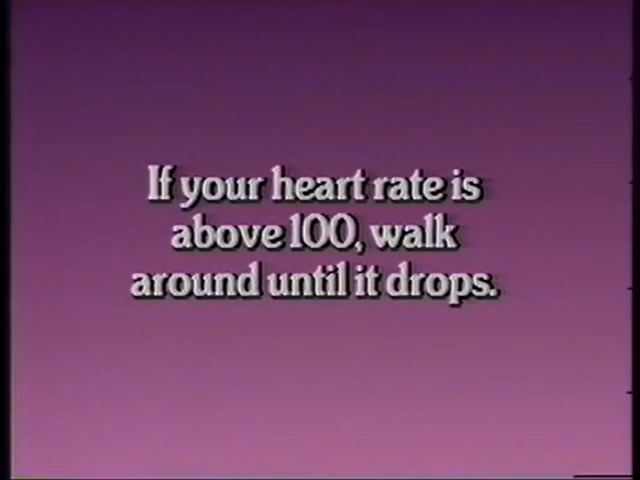 If your heart rate is
above 100, walk
around until it drops.